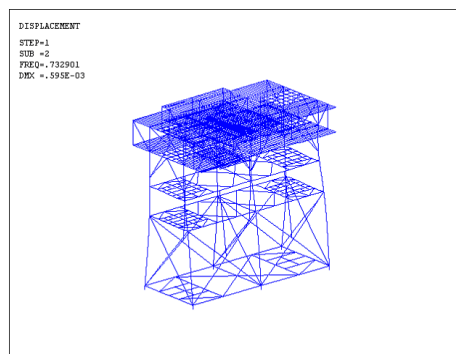 DISPLACEMENT
STEP=1
SUB =2
FREQ=.732901
DMX =.595E-03